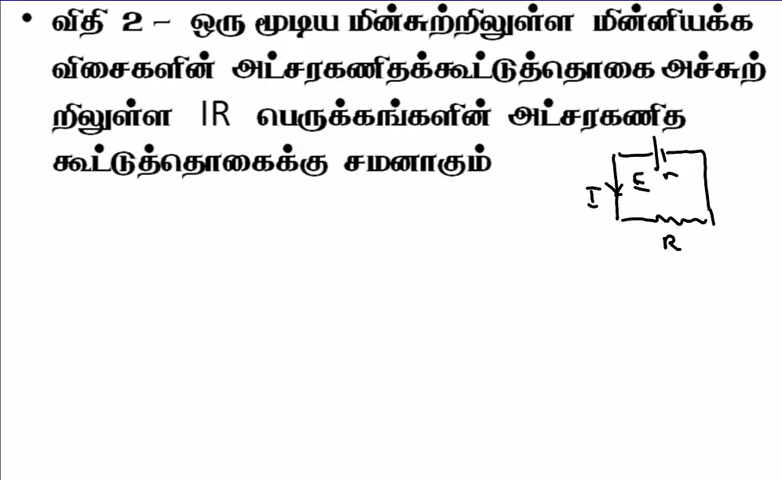 • விதி 2 – ஒரு மூடிய மின்சுற்றிலுள்ள மின்னியக்க
விசைகளின் அட்சரகணிதக்கூட்டுத்தொகை அச்சுற்
றிலுள்ள IR பெருக்கங்களின் அட்சரகணித
கூட்டுத்தொகைக்கு சமனாகும்
I E r
R